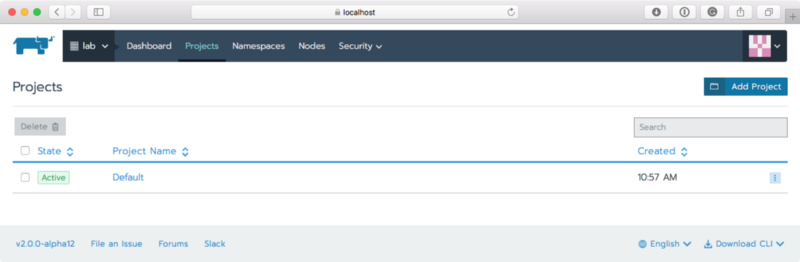 localhost
lab Dashboard Projects Namespaces Nodes Security
Projects
Add Project
Delete
Search
State Project Name Created
Active Default 10:57 AM
v2.0.0-alpha12 File an Issue Forums Slack English Download CLI